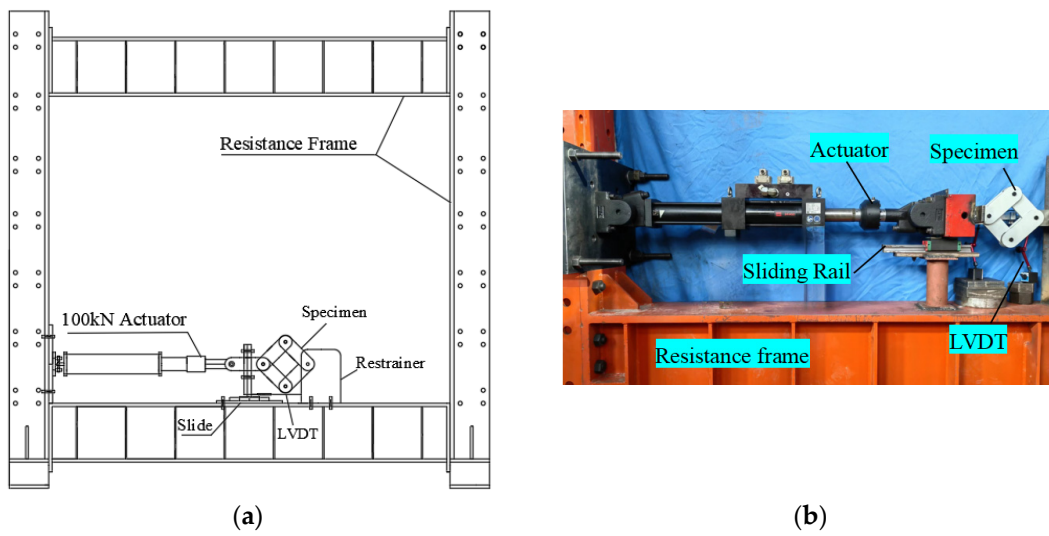 Resistance Frame
100kN Actuator
Specimen
Restrainer
Slide
LVDT
(a)
Actuator
Specimen
Sliding Rail
LVDT
Resistance frame
(b)